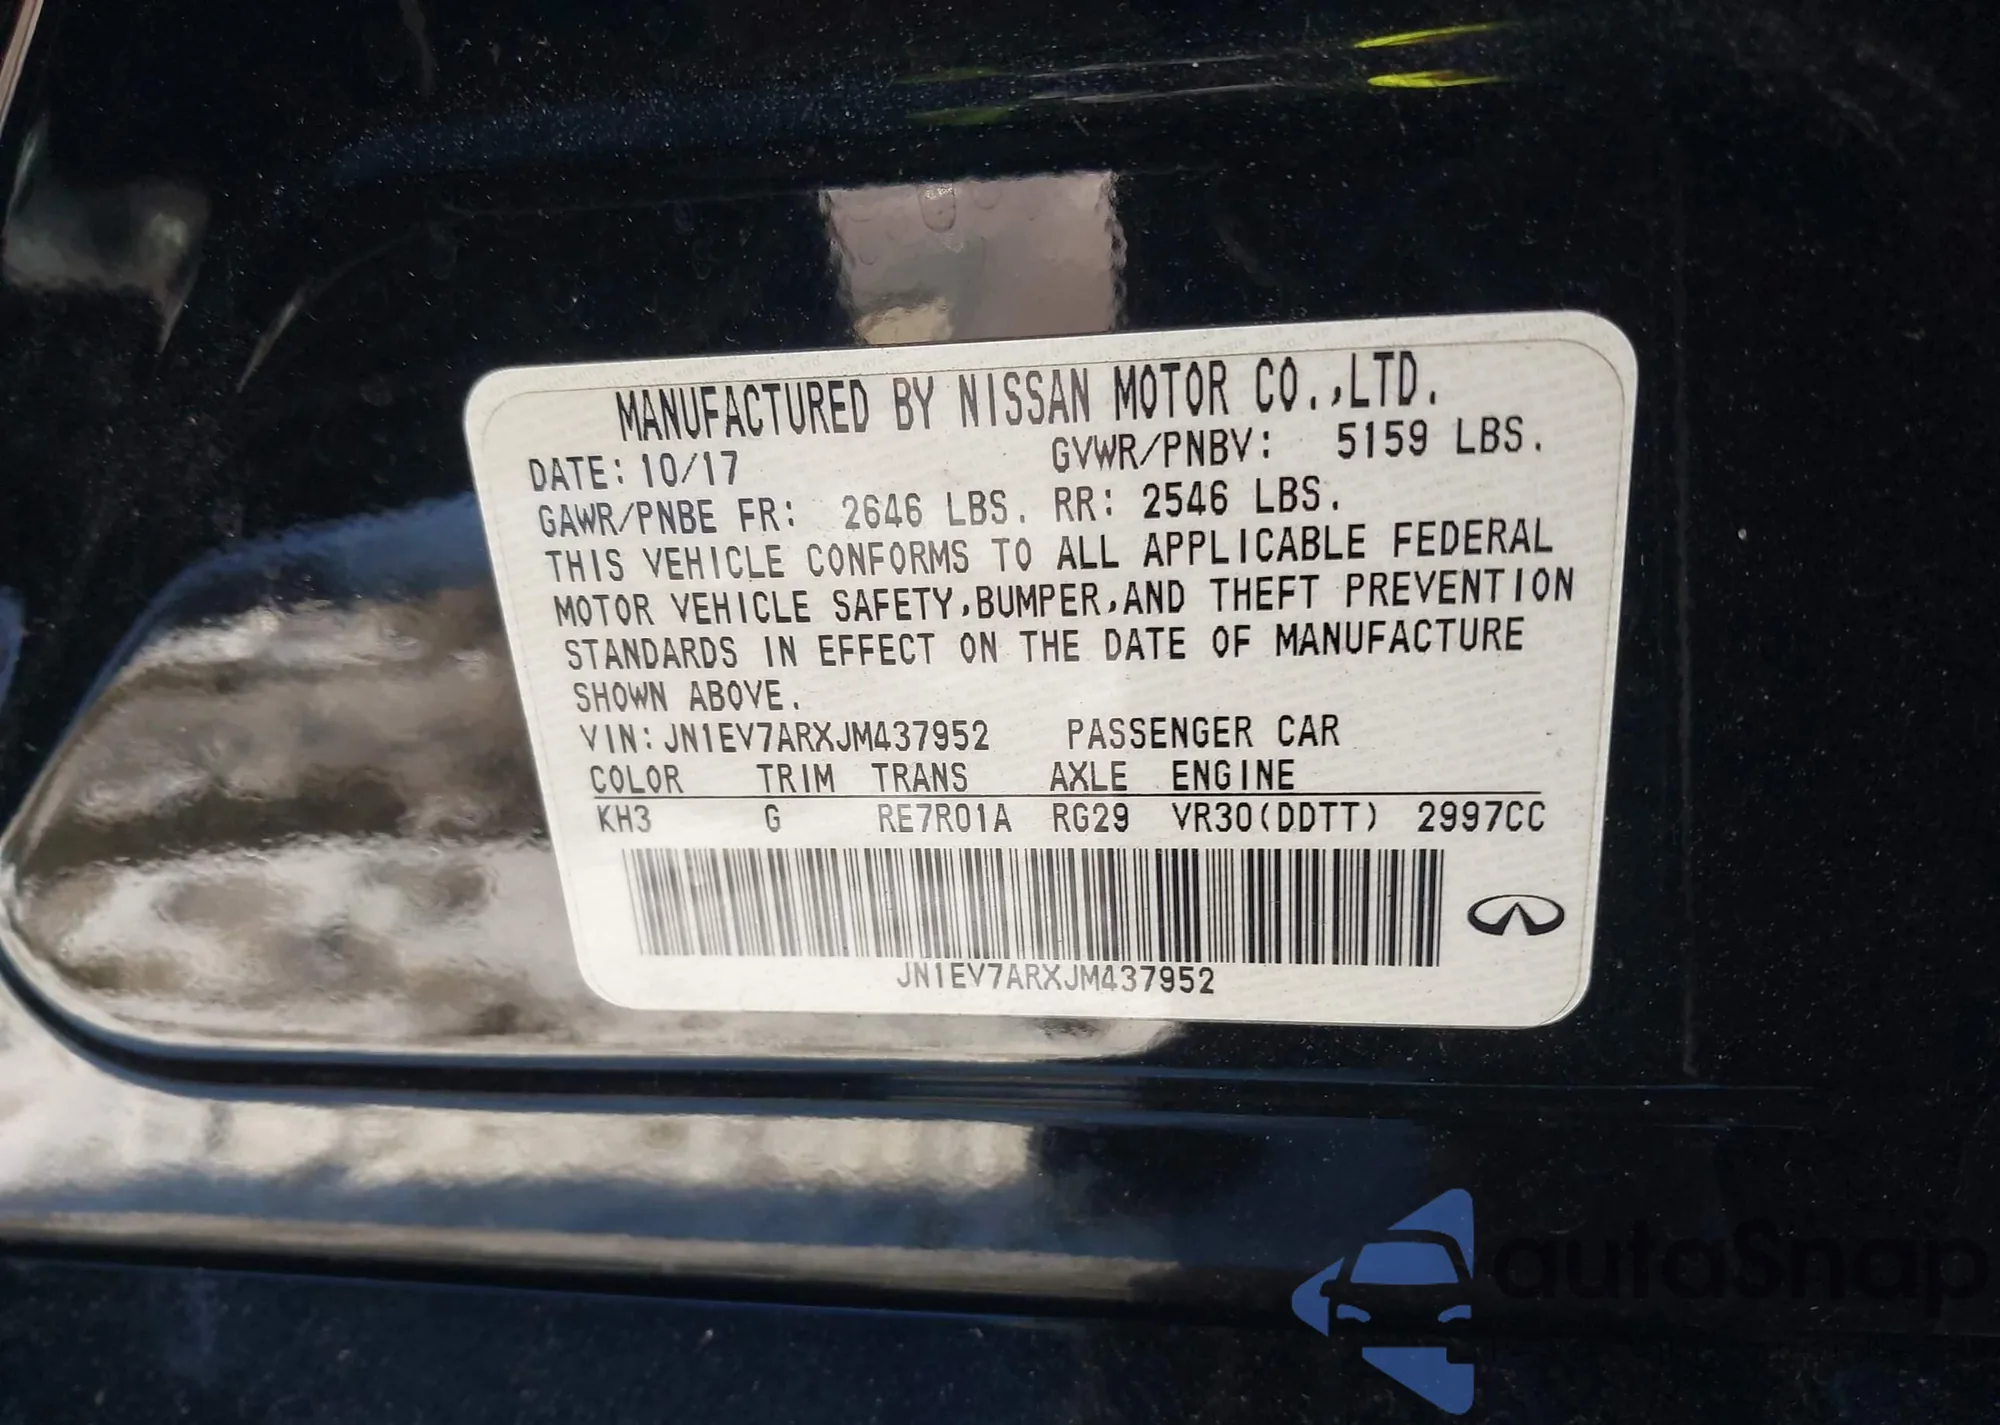 MANUFACTURED BY NISSAN MOTOR CO.,LTD.
DATE: 10/17 GVWR/PNBV: 5159 LBS.
GAWR/PNBE FR: 2646 LBS. RR: 2546 LBS.
THIS VEHICLE CONFORMS TO ALL APPLICABLE FEDERAL
MOTOR VEHICLE SAFETY,BUMPER,AND THEFT PREVENTION
STANDARDS IN EFFECT ON THE DATE OF MANUFACTURE
SHOWN ABOVE.
VIN: JN1EV7ARXJM437952 PASSENGER CAR
COLOR TRIM TRANS AXLE ENGINE
KH3 G RE7R01A RG29 VR30(DDTT) 2997CC
JN1EV7ARXJM437952
autoSnap